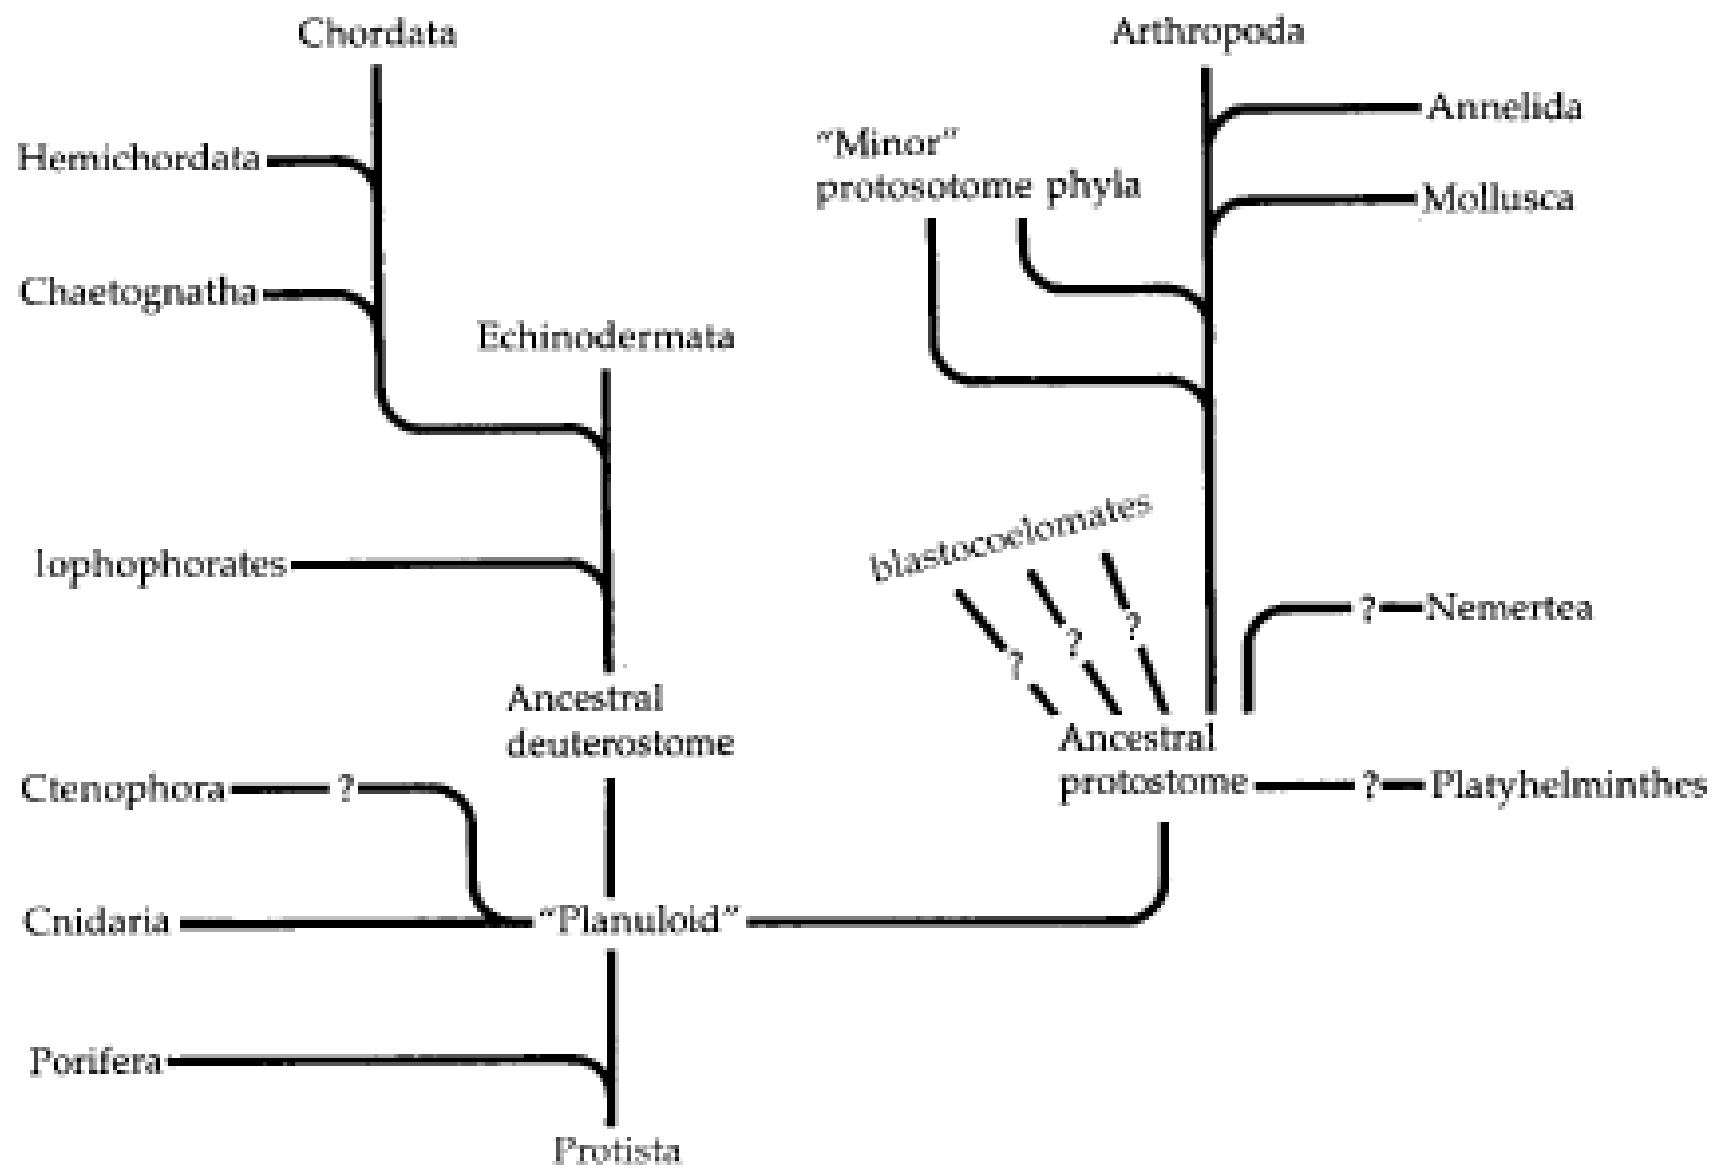 Chordata
Arthropoda
Annelida
"Minor"
protosotome phyla
Hemichordata
Mollusca
Chaetognatha
Echinodermata
blastocoelomates
lophophorates
? ? ?
?
Nemertea
Ancestral
deuterostome
Ancestral
protostome
?
Platyhelminthes
Ctenophora
?
Cnidaria
"Planuloid"
Porifera
Protista